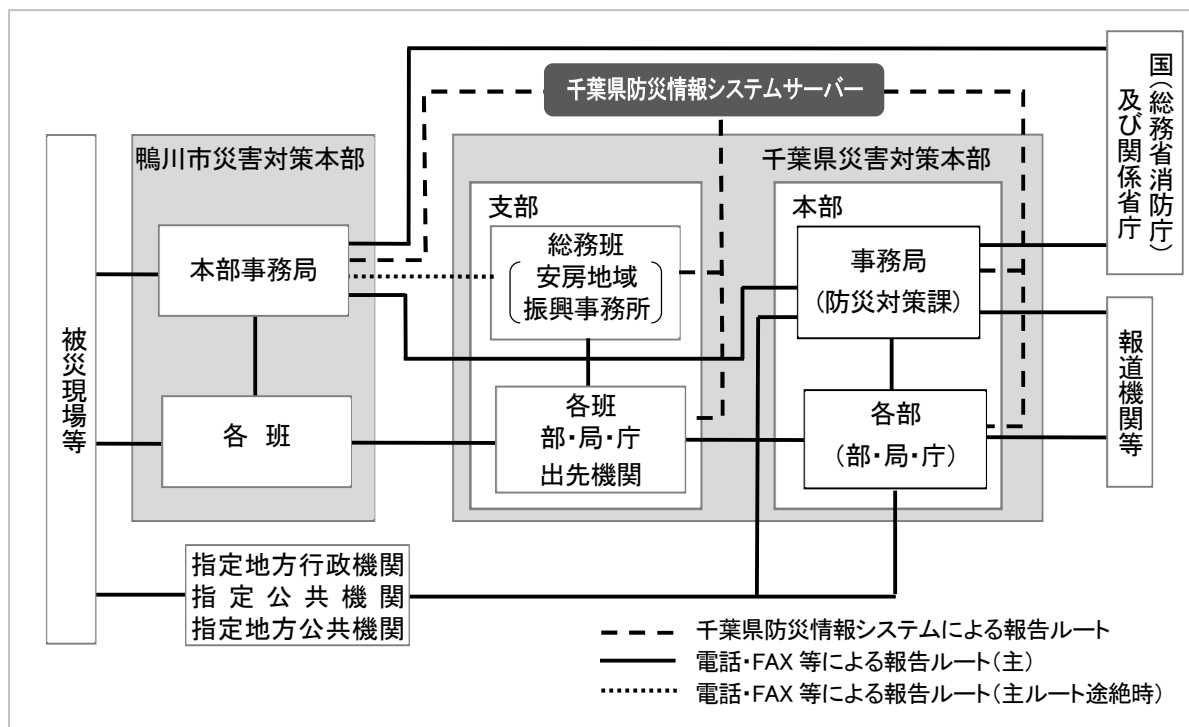 千葉県防災情報システムサーバー
国(総務省消防庁)
及び関係省庁
鴨川市災害対策本部
千葉県災害対策本部
支部
本部
本部事務局
総務班
安房地域
振興事務所
事務局
(防災対策課)
被災現場等
報道機関等
各 班
各班
部・局・庁
出先機関
各部
(部・局・庁)
指定地方行政機関
指定公共機関
指定地方公共機関
千葉県防災情報システムによる報告ルート
電話・FAX 等による報告ルート(主)
電話・FAX 等による報告ルート(主ルート途絶時)